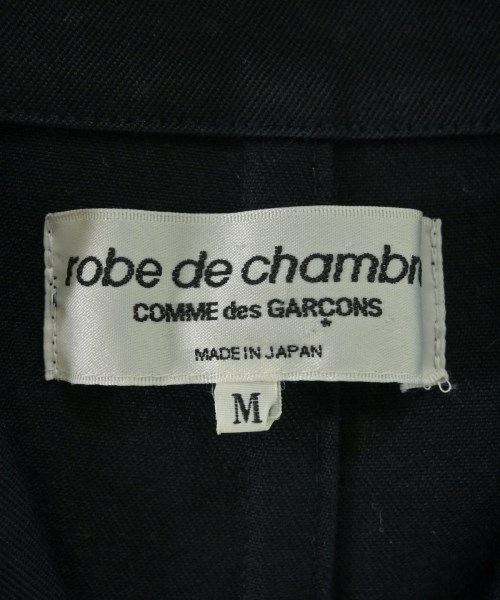 robe de chambr
COMME des GARÇONS
*
MADE IN JAPAN
M